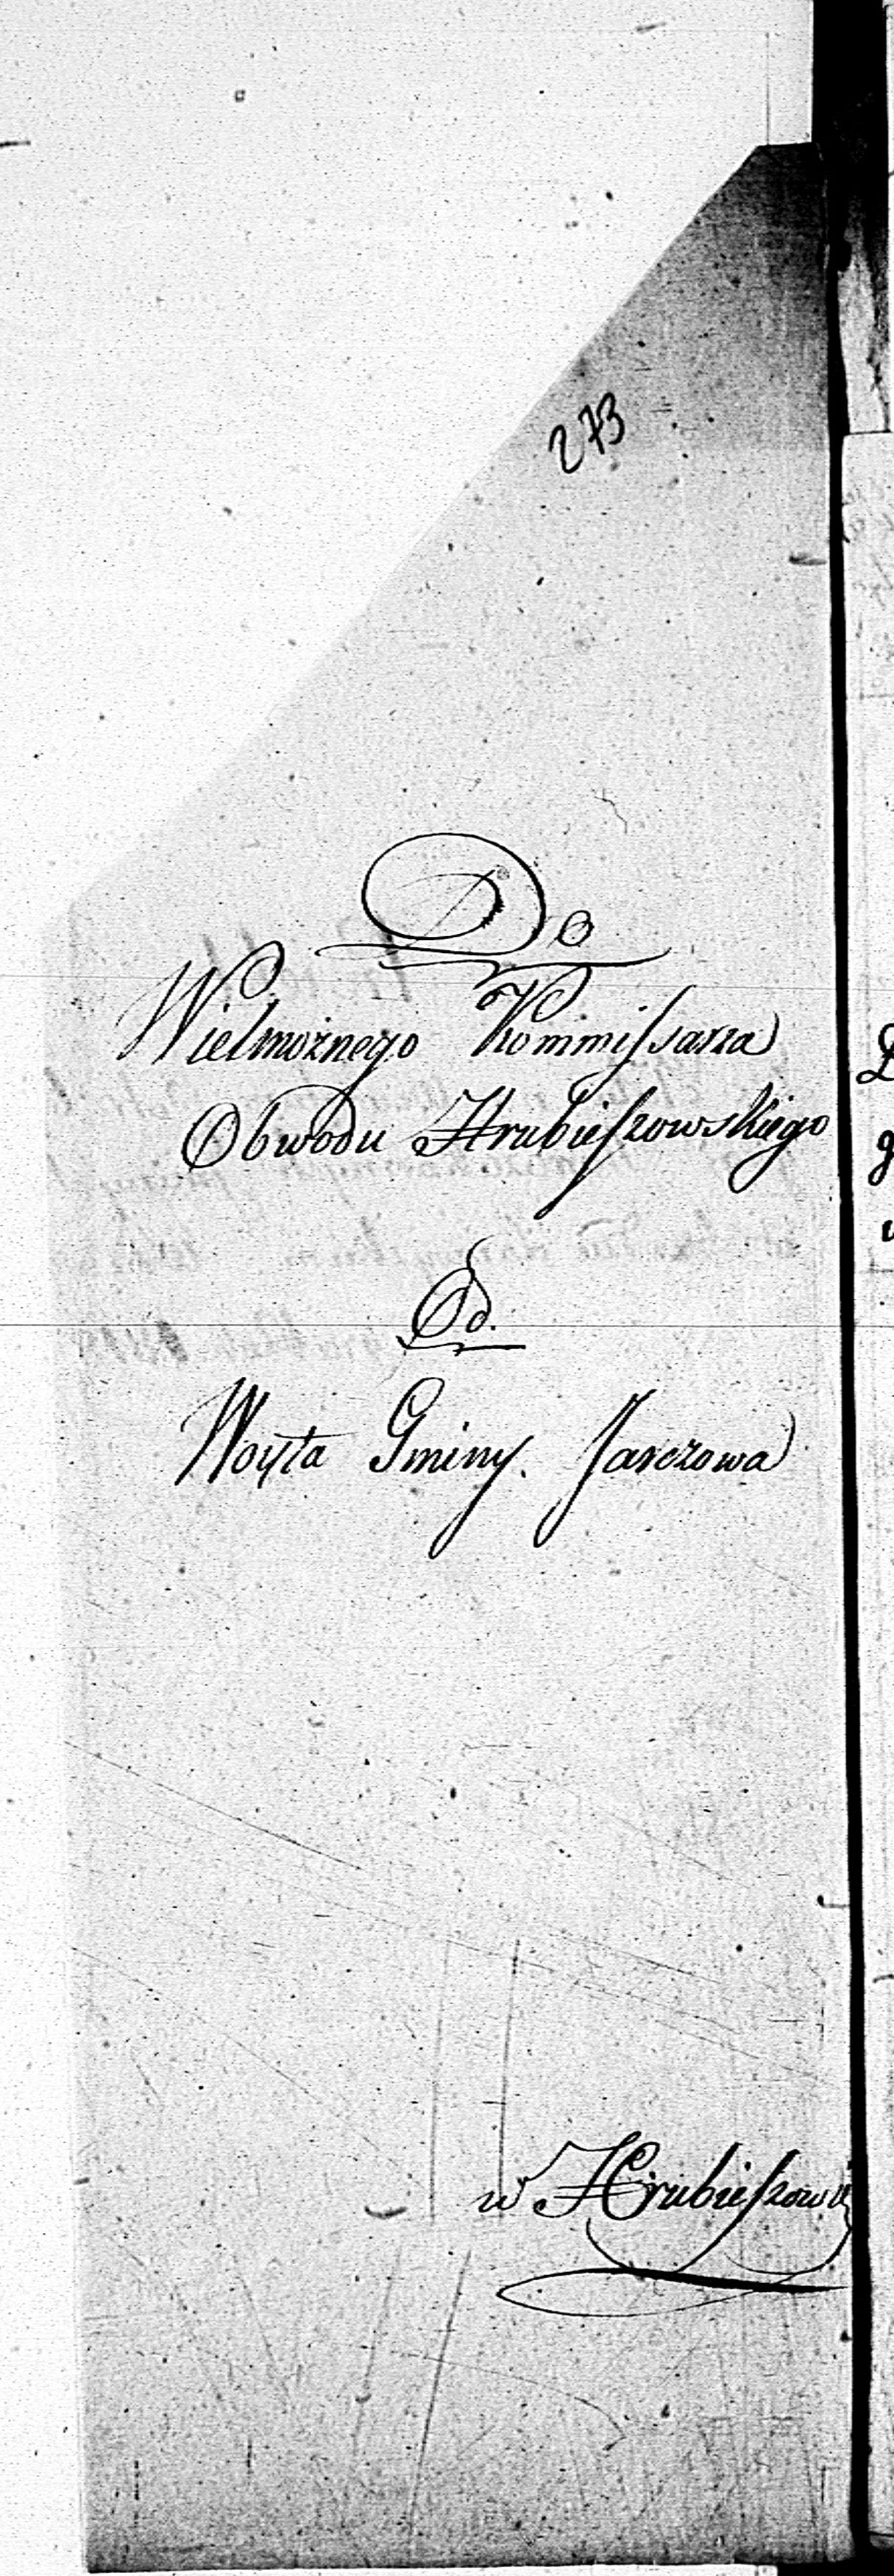 273
Do
Wielmożnego Kommissarza
Obwodu Hrubieszowskiego
Od.
Woyta Gminy. Jarczowa
w Hrubieszowie